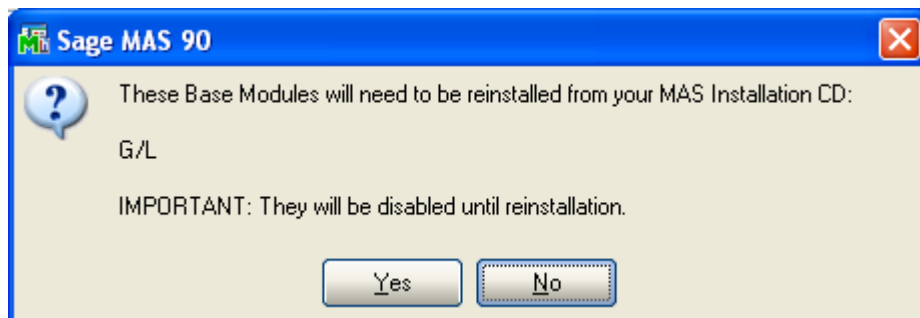 Sage MAS 90
These Base Modules will need to be reinstalled from your MAS Installation CD:
G/L
IMPORTANT: They will be disabled until reinstallation.
Yes
No